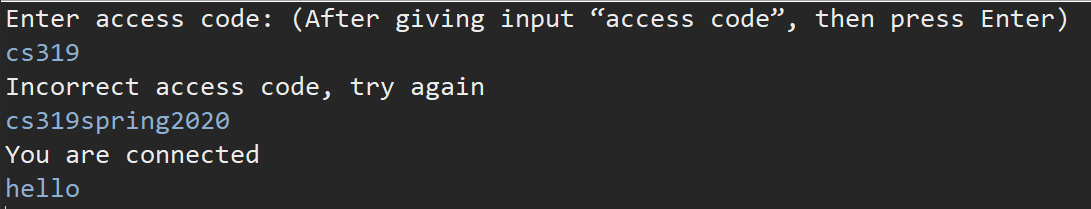 Enter access code: (After giving input “access code”, then press Enter)
cs319
Incorrect access code, try again
cs319spring2020
You are connected
hello